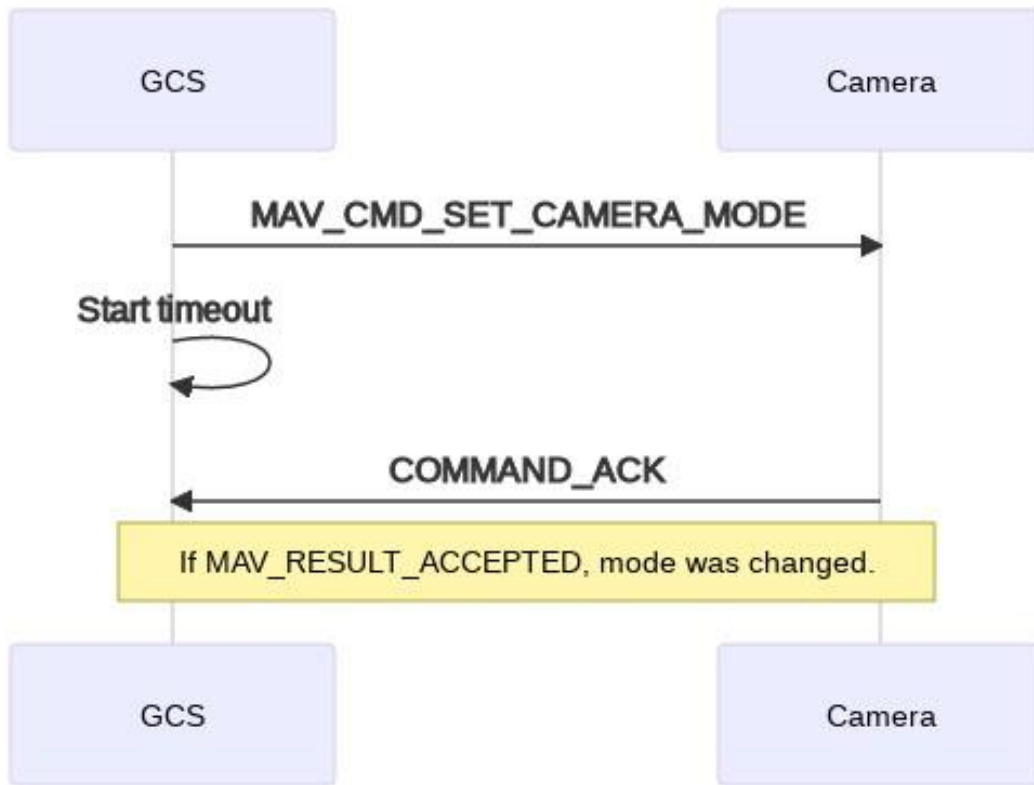 GCS
Camera
MAV_CMD_SET_CAMERA_MODE
Start timeout
COMMAND_ACK
If MAV_RESULT_ACCEPTED, mode was changed.
GCS
Camera